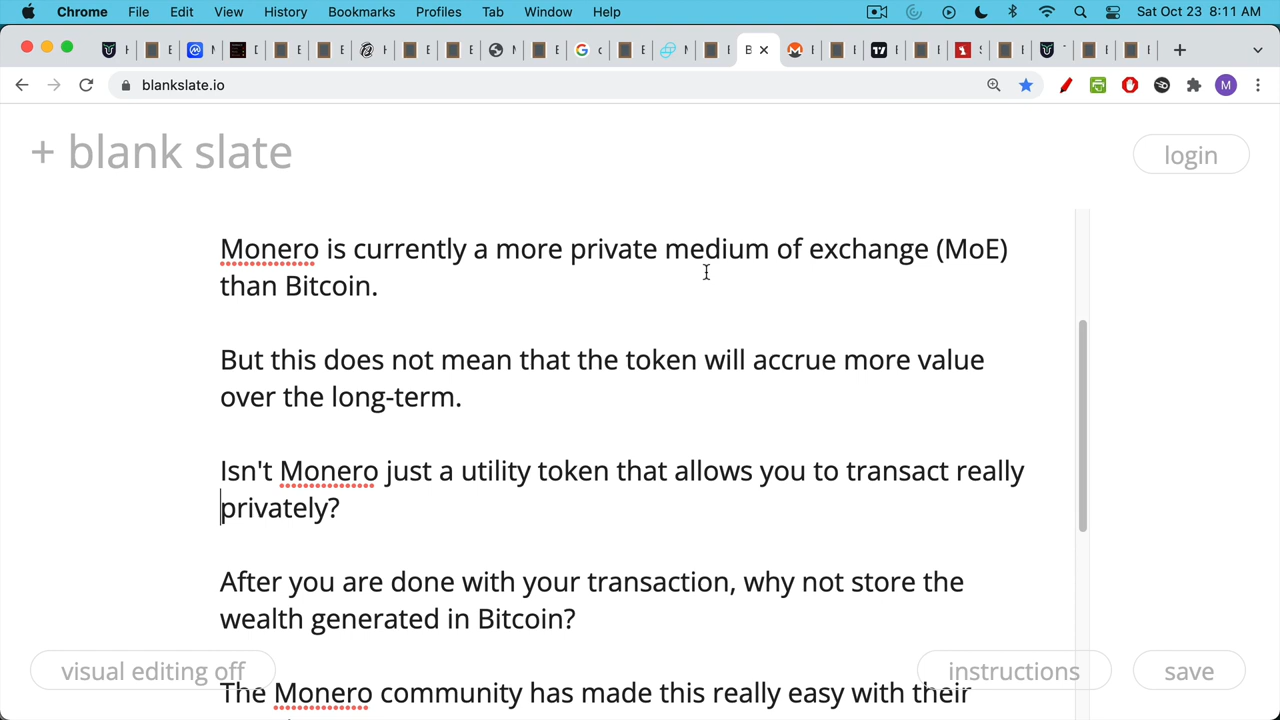 Chrome File Edit View History Bookmarks Profiles Tab Window Help Sat Oct 23 8:11 AM
blankslate.io
+ blank slate
login
Monero is currently a more private medium of exchange (MoE)
than Bitcoin.
But this does not mean that the token will accrue more value
over the long-term.
Isn't Monero just a utility token that allows you to transact really
privately?
After you are done with your transaction, why not store the
wealth generated in Bitcoin?
visual editing off
instructions
save
The Monero community has made this really easy with their